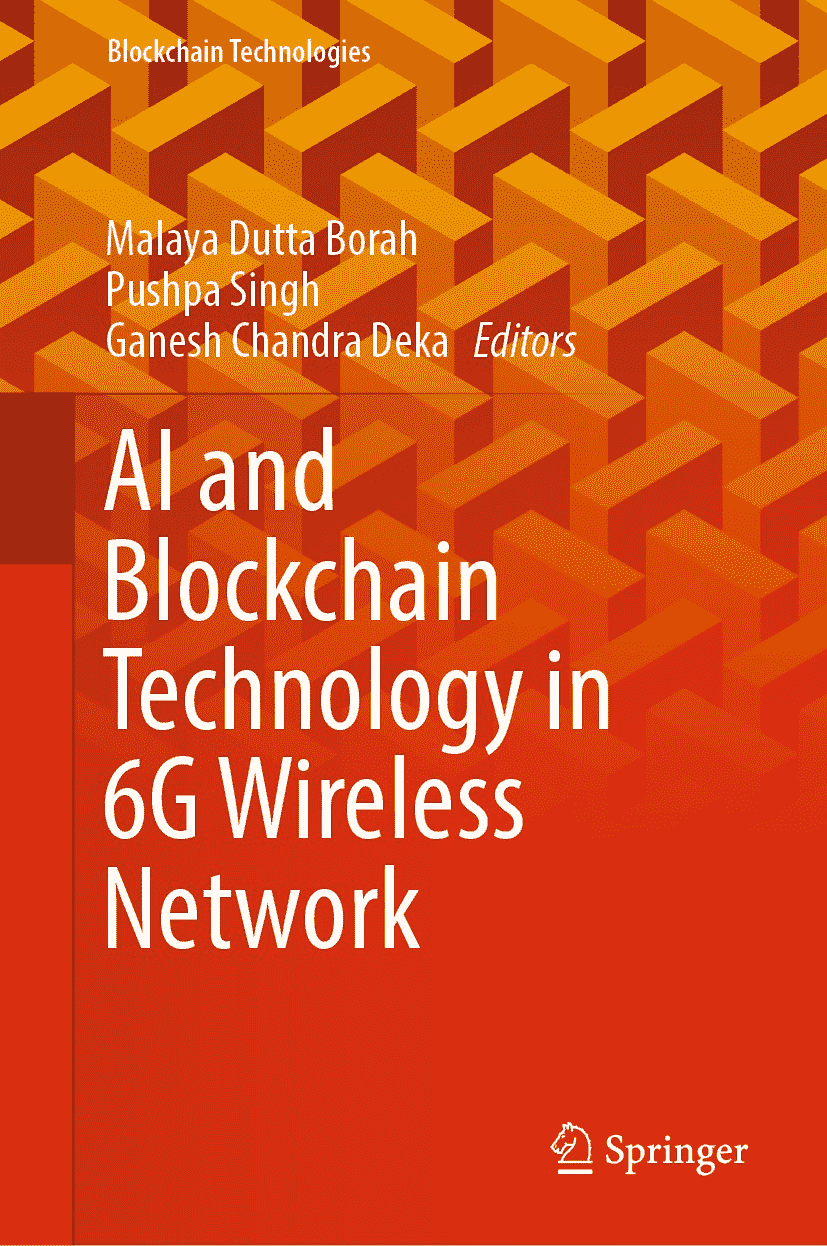 Blockchain Technologies
Malaya Dutta Borah
Pushpa Singh
Ganesh Chandra Deka Editors
AI and
Blockchain
Technology in
6G Wireless
Network
Springer